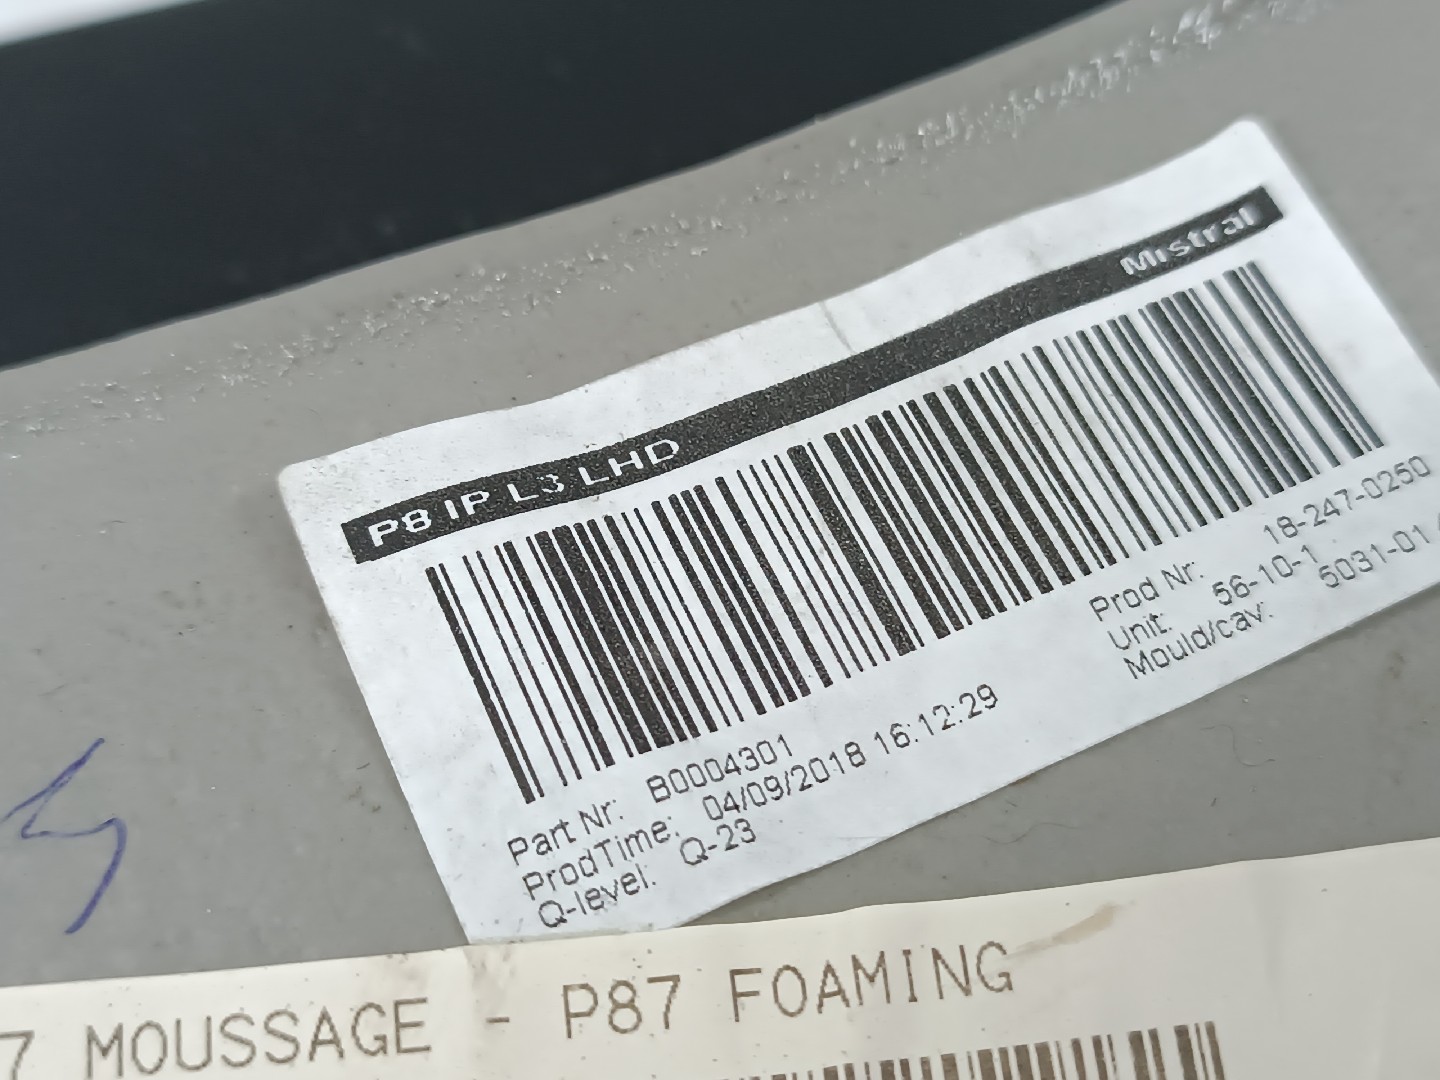 P8 IP L3 LHD Mistral
Part Nr: B0004301
ProdTime: 04/09/2018 16:12:29
Q-level: Q-23
Prod Nr: 18-247-0250
Unit: 56-10-1
Mould/cav: 5031-01
7 MOUSSAGE - P87 FOAMING